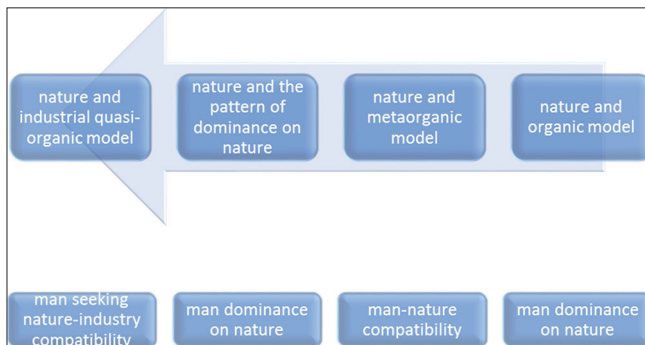 nature and
industrial quasi-
organic model
nature and the
pattern of
dominance on
nature
nature and
metaorganic
model
nature and
organic model
man seeking
nature-industry
compatibility
man dominance
on nature
man-nature
compatibility
man dominance
on nature